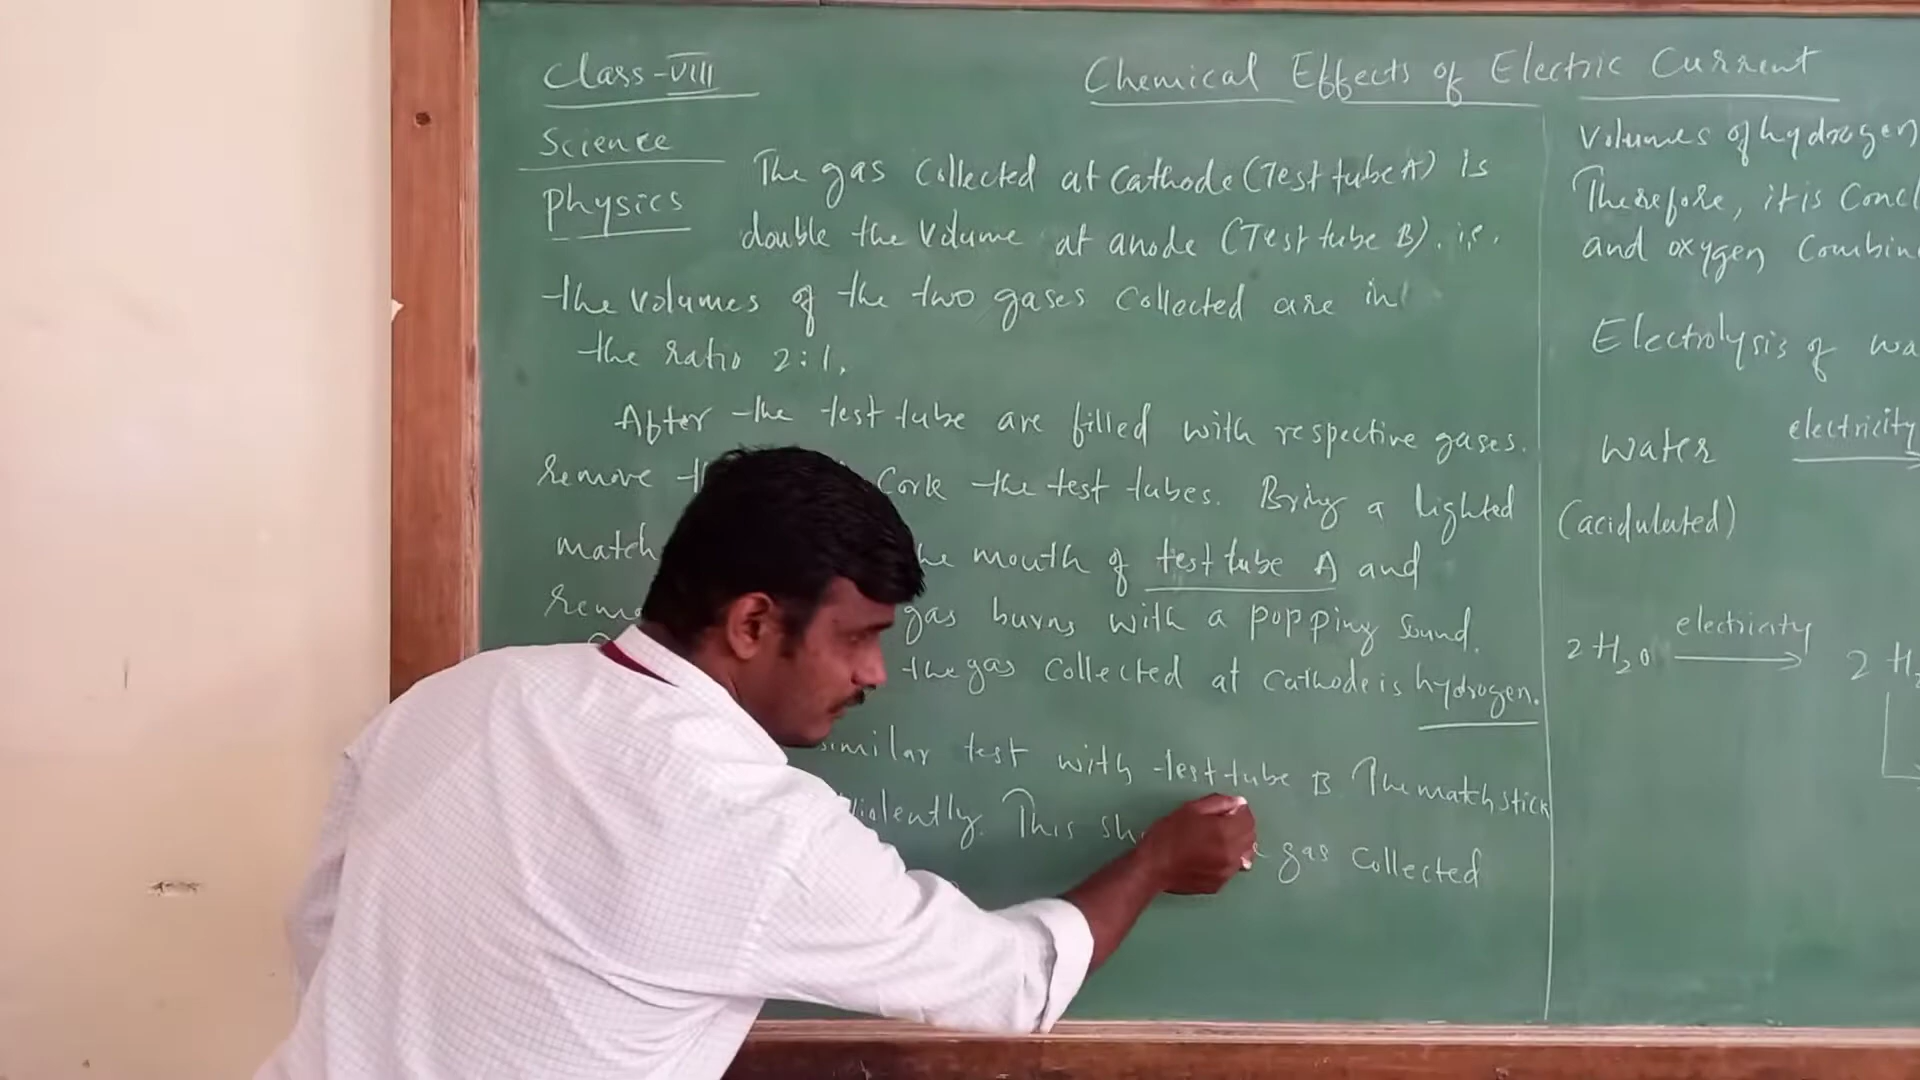 Class-VIII
Chemical Effects of Electric Current
Science
Physics
The gas collected at cathode (Test tube A) is
double the volume at anode (Test tube B). i.e.
the volumes of the two gases collected are in
the ratio 2:1.
After the test tube are filled with respective gases.
remove Cork the test tubes. Bring a lighted
match the mouth of test tube A and
gas burns with a popping sound.
the gas collected at cathode is hydrogen.
similar test with test tube B. The match stick
violently. This gas collected
Volumes of hydrogen
Therefore, it is
and oxygen
Electrolysis of
Water electricity
(acidulated)
2 H₂O electricity → 2 H₂